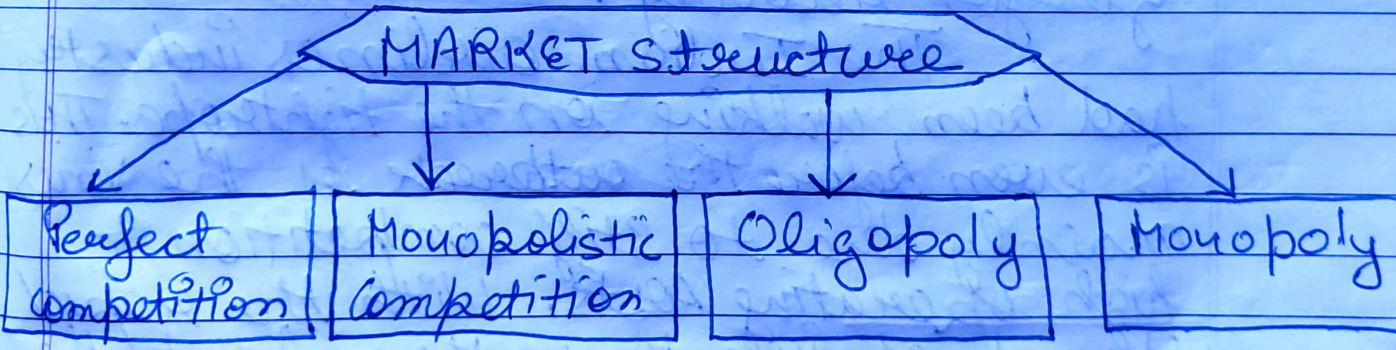 MARKET Structure
Perfect
competition
Monopolistic
Competition
Oligopoly
Monopoly